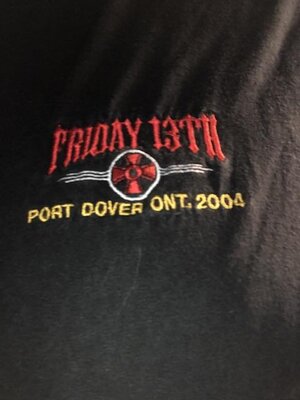 FRIDAY 13TH
PORT DOVER ONT. 2004